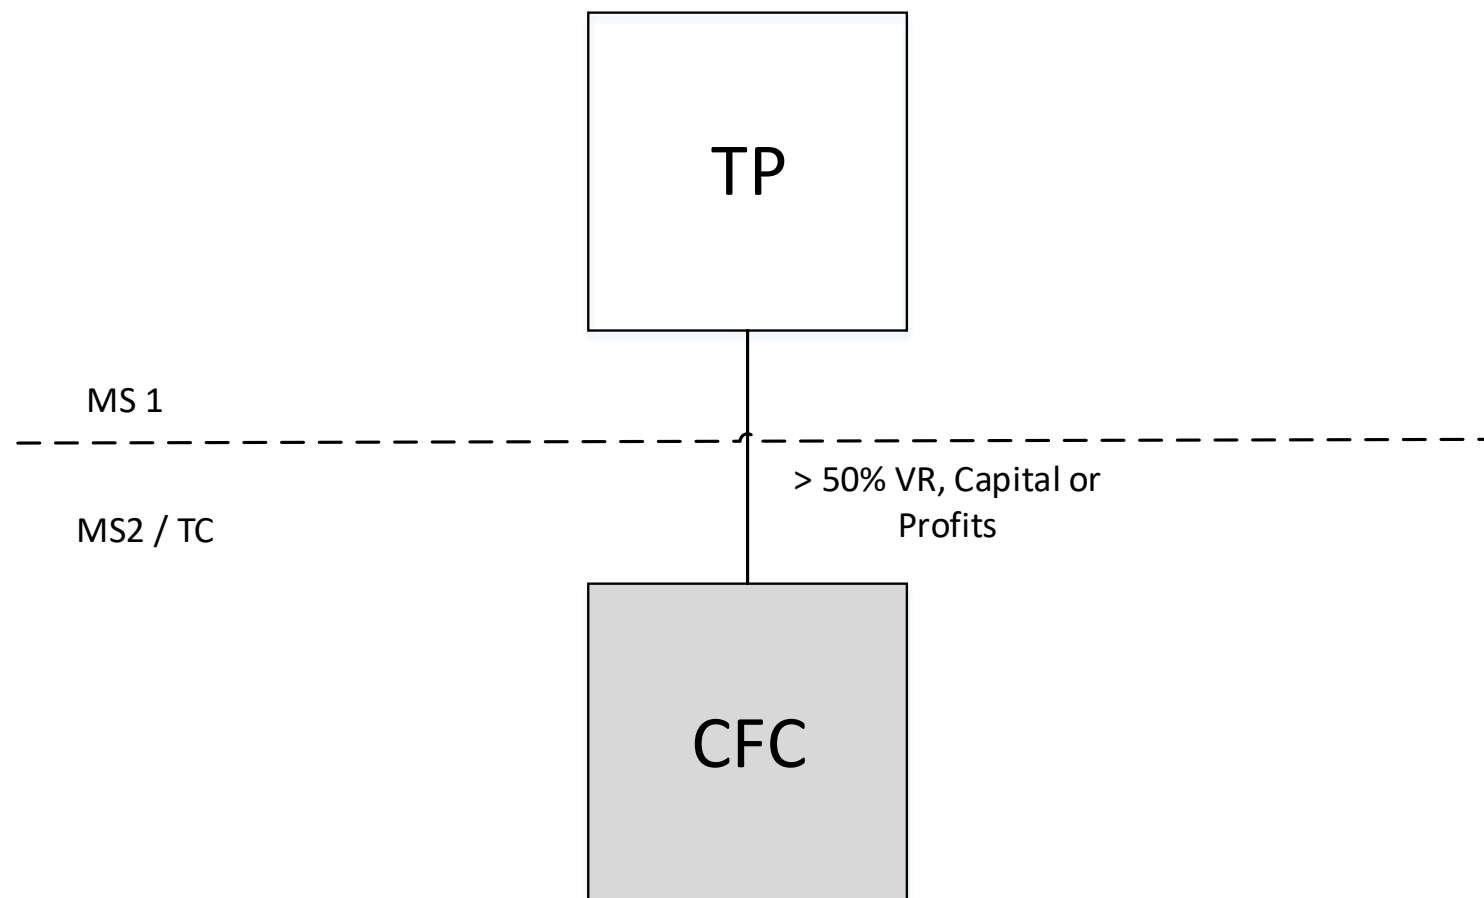 TP
MS 1
> 50% VR, Capital or
Profits
MS2 / TC
CFC